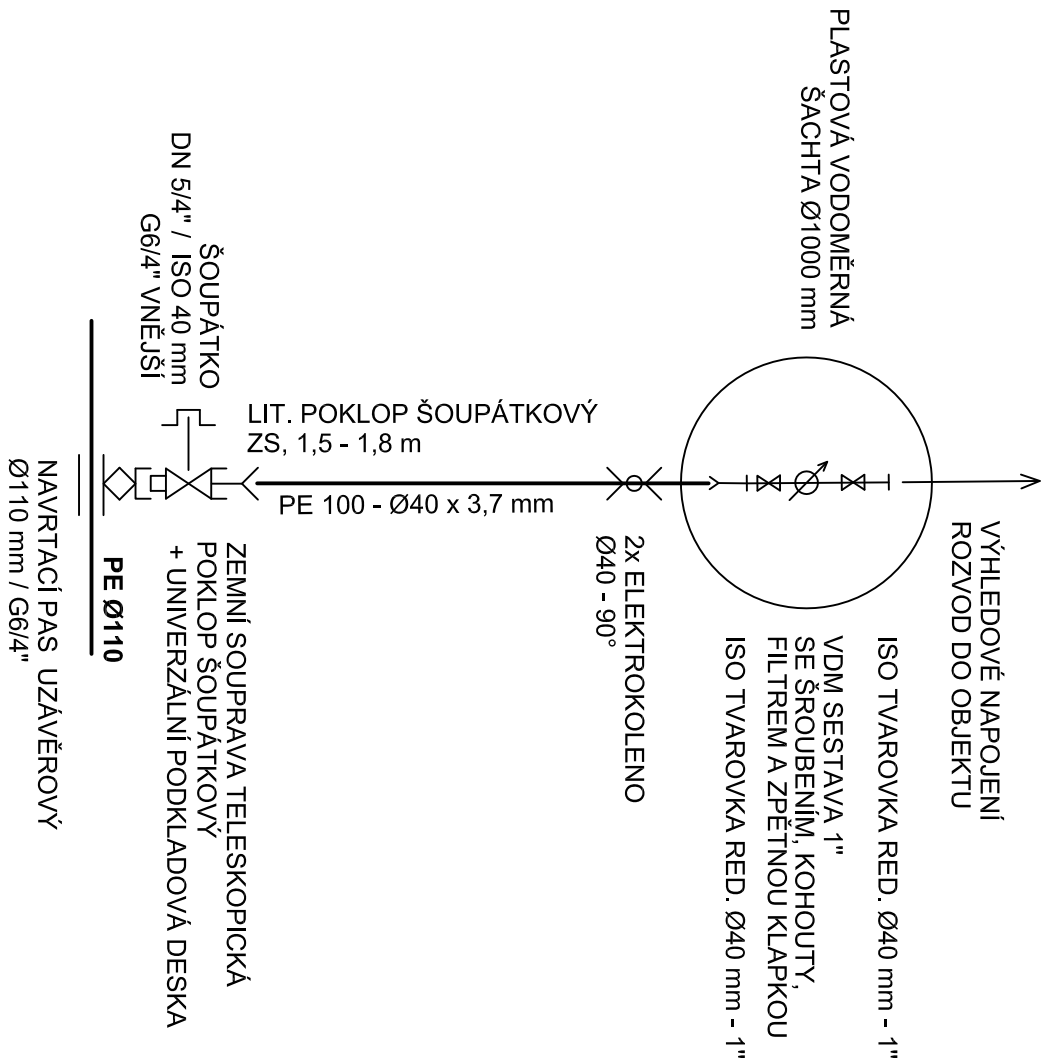 PLASTOVÁ VODOMĚRNÁ
ŠACHTA Ø1000 mm
ŠOUPÁTKO
DN 5/4" / ISO 40 mm
G6/4" VNĚJŠÍ
LIT. POKLOP ŠOUPÁTKOVÝ
ZS, 1,5 - 1,8 m
PE 100 - Ø40 x 3,7 mm
VÝHLEDOVÉ NAPOJENÍ
ROZVOD DO OBJEKTU
ISO TVAROVKA RED. Ø40 mm - 1"
VDM SESTAVA 1"
SE ŠROUBENÍM, KOHOUTY,
FILTREM A ZPĚTNOU KLAPKOU
ISO TVAROVKA RED. Ø40 mm - 1"
2x ELEKTROKOLENO
Ø40 - 90°
ZEMNÍ SOUPRAVA TELESKOPICKÁ
POKLOP ŠOUPÁTKOVÝ
+ UNIVERZÁLNÍ PODKLADOVÁ DESKA
PE Ø110
NAVRTACÍ PAS UZÁVĚROVÝ
Ø110 mm / G6/4"